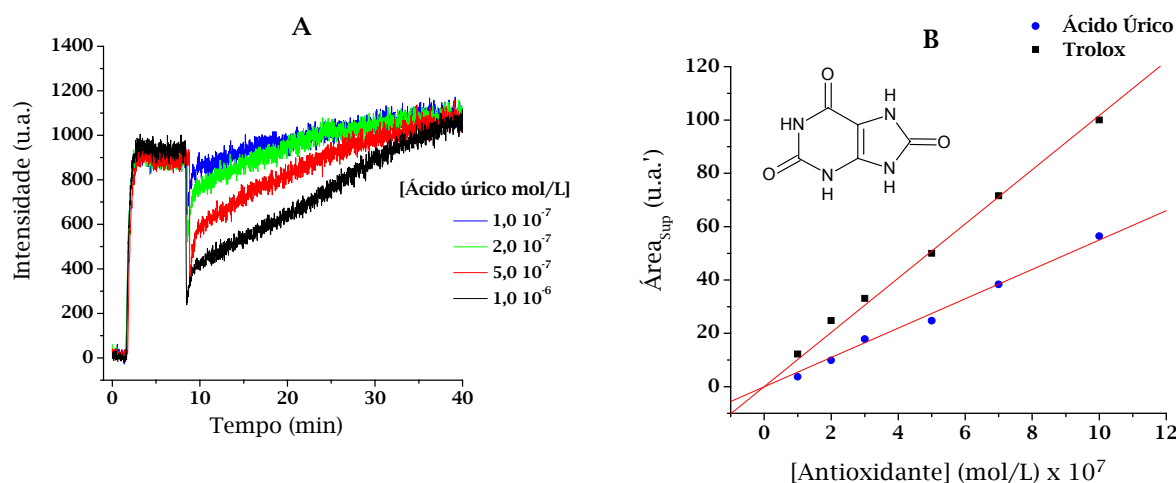 A
Intensidade (u.a.)
1400
1200
1000
800
600
400
200
0
0 10 20 30 40
Tempo (min)
[Ácido úrico mol/L]
1,0 10⁻⁷
2,0 10⁻⁷
5,0 10⁻⁷
1,0 10⁻⁶
B
Ácido Úrico
Trolox
Área_Sup (u.a.')
120
100
80
60
40
20
0
0 2 4 6 8 10 12
[Antioxidante] (mol/L) x 10⁷
O
H
HN
N
O
O
N
N
H
H